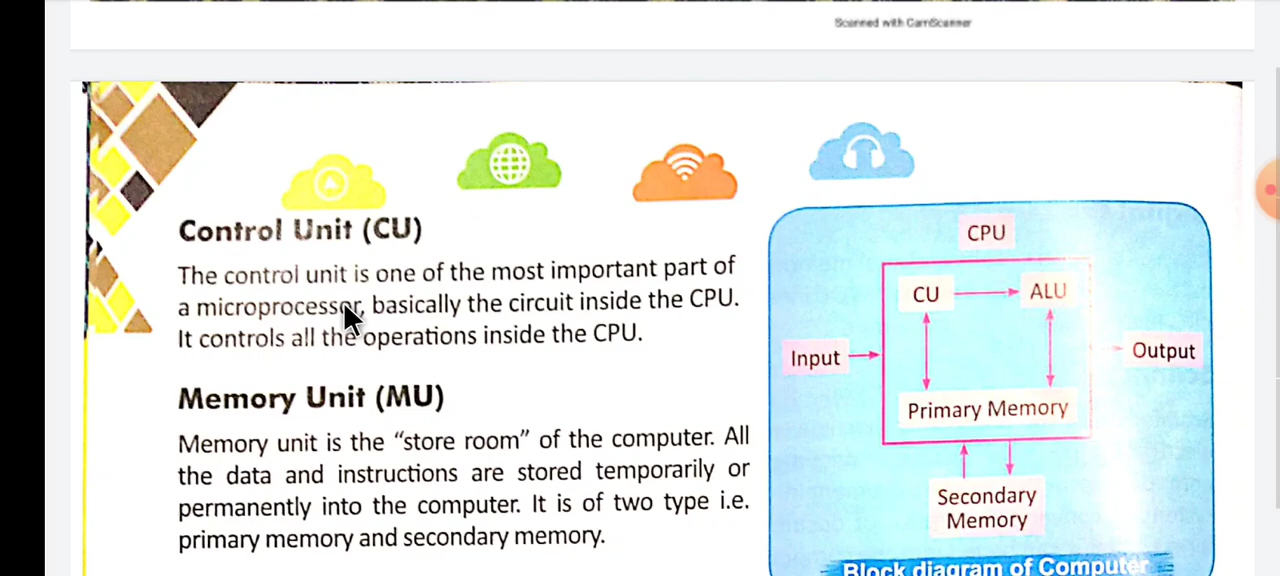 Scanned with CamScanner
Control Unit (CU)
The control unit is one of the most important part of
a microprocessor, basically the circuit inside the CPU.
It controls all the operations inside the CPU.
Memory Unit (MU)
Memory unit is the “store room” of the computer. All
the data and instructions are stored temporarily or
permanently into the computer. It is of two type i.e.
primary memory and secondary memory.
CPU
CU
ALU
Input
Output
Primary Memory
Secondary
Memory
Block diagram of Computer